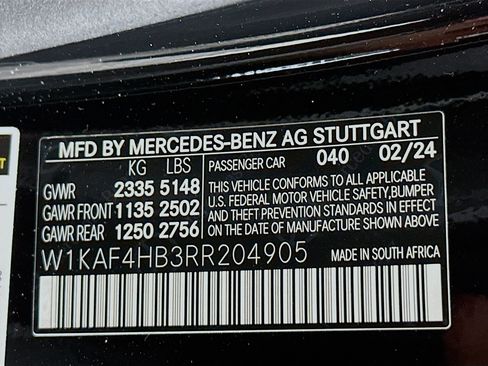 MFD BY MERCEDES-BENZ AG STUTTGART
KG LBS PASSENGER CAR 040 02/24
GVWR 2335 5148
GAWR FRONT 1135 2502
GAWR REAR 1250 2756
THIS VEHICLE CONFORMS TO ALL APPLICABLE
U.S. FEDERAL MOTOR VEHICLE SAFETY,BUMPER
AND THEFT PREVENTION STANDARDS IN EFFECT
ON THE DATE OF MANUFACTURE SHOWN ABOVE.
W1KAF4HB3RR204905
MADE IN SOUTH AFRICA